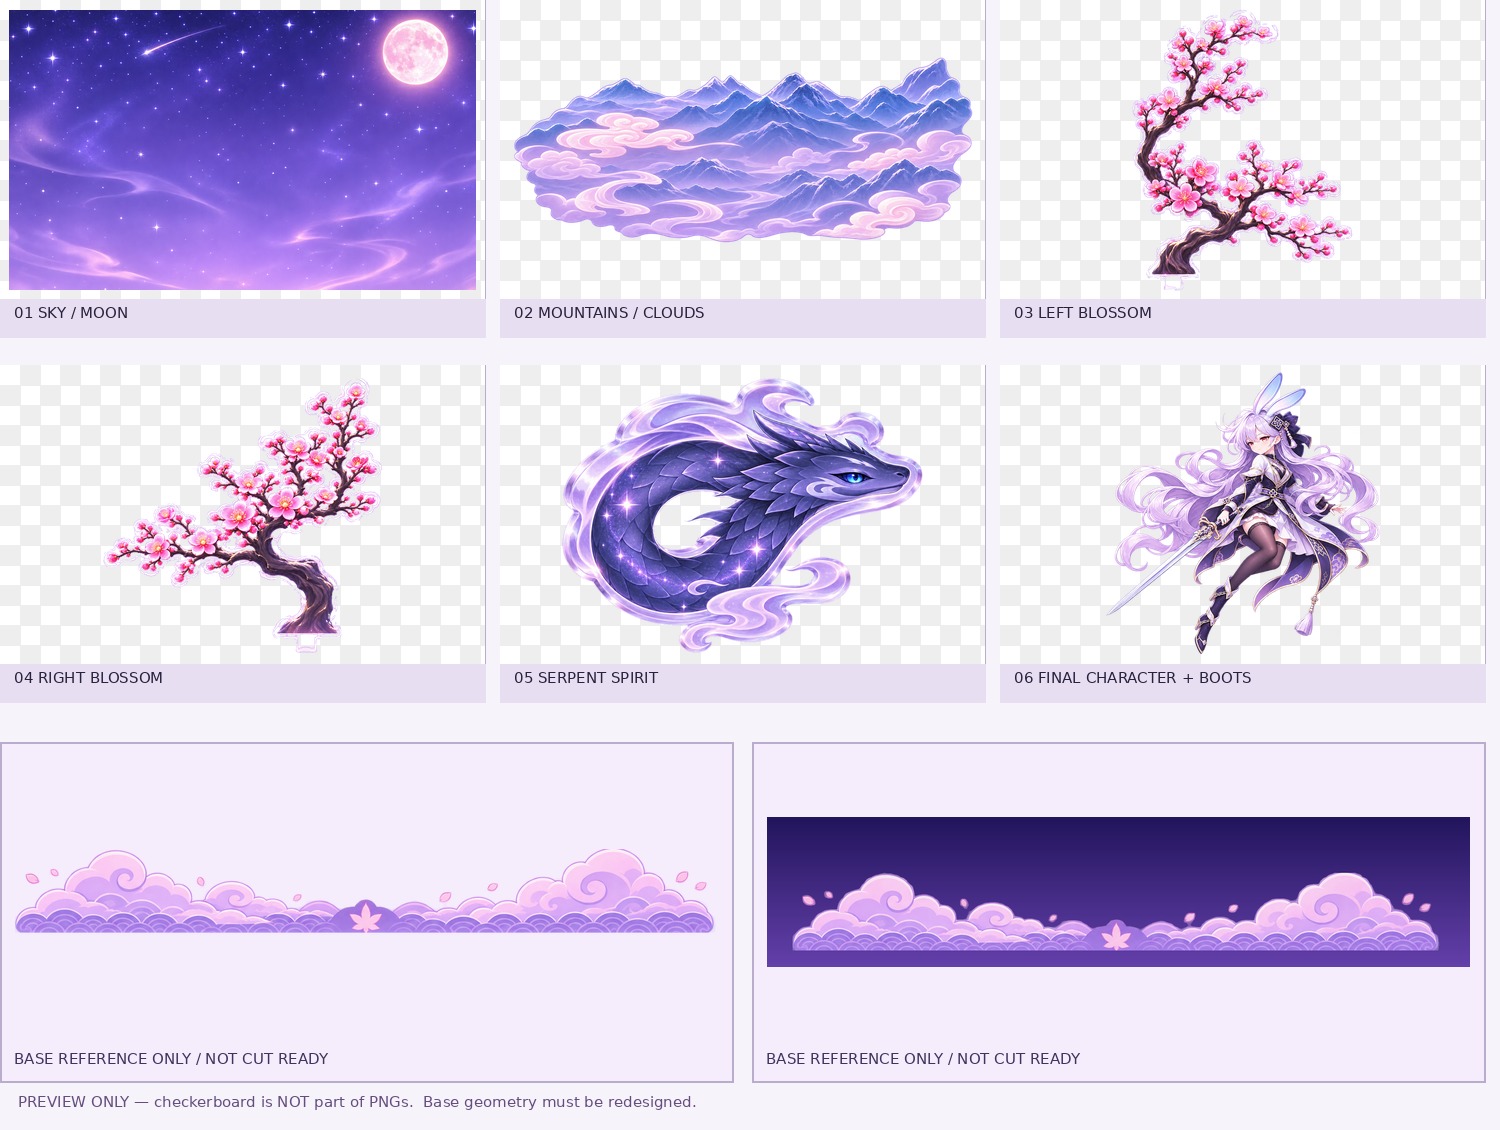 01 SKY / MOON
02 MOUNTAINS / CLOUDS
03 LEFT BLOSSOM
04 RIGHT BLOSSOM
05 SERPENT SPIRIT
06 FINAL CHARACTER + BOOTS
BASE REFERENCE ONLY / NOT CUT READY
BASE REFERENCE ONLY / NOT CUT READY
PREVIEW ONLY — checkerboard is NOT part of PNGs.  Base geometry must be redesigned.